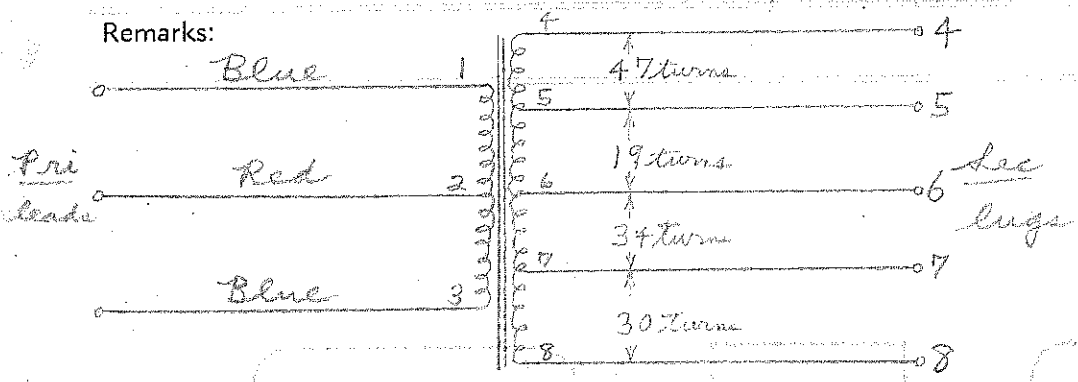 Remarks:
4 4
Blue 1
47 turns
5 5
Pri Red 2
19 turns
6 6 Sec
leads
lugs
34 turns
7 7
Blue 3
30 turns
8 8